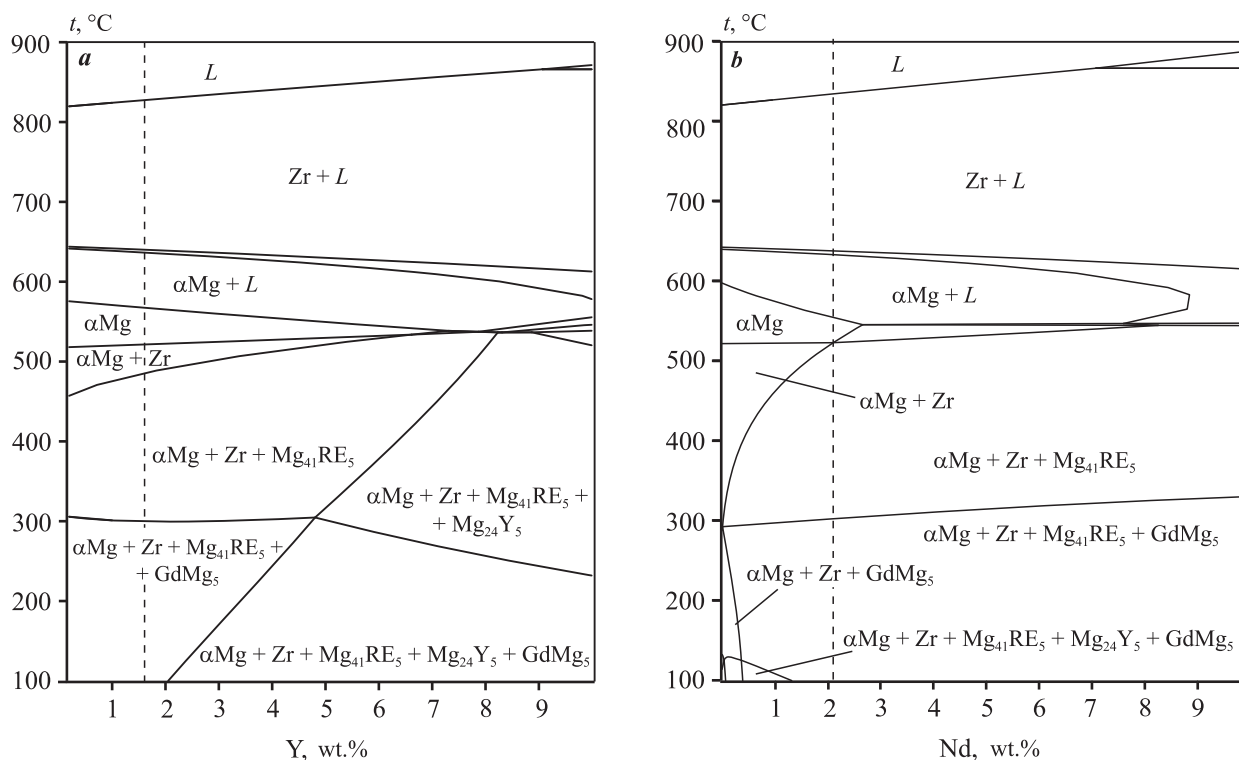 t, °C
900
a
L
800
Zr + L
700
600
αMg + L
αMg
500
αMg + Zr
400
αMg + Zr + Mg₄₁RE₅
αMg + Zr + Mg₄₁RE₅ +
+ Mg₂₄Y₅
300
αMg + Zr + Mg₄₁RE₅ +
+ GdMg₅
200
αMg + Zr + Mg₄₁RE₅ + Mg₂₄Y₅ + GdMg₅
100
1 2 3 4 5 6 7 8 9
Y, wt.%
t, °C
900
b
L
800
Zr + L
700
600
αMg + L
αMg
500
αMg + Zr
400
αMg + Zr + Mg₄₁RE₅
300
αMg + Zr + Mg₄₁RE₅ + GdMg₅
αMg + Zr + GdMg₅
200
αMg + Zr + Mg₄₁RE₅ + Mg₂₄Y₅ + GdMg₅
100
1 2 3 4 5 6 7 8 9
Nd, wt.%